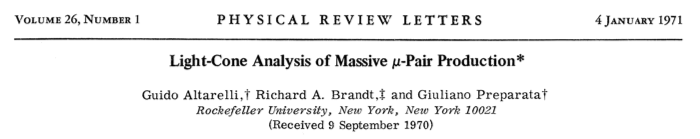 VOLUME 26, NUMBER 1 PHYSICAL REVIEW LETTERS 4 JANUARY 1971
Light-Cone Analysis of Massive μ-Pair Production*
Guido Altarelli,† Richard A. Brandt,‡ and Giuliano Preparata†
Rockefeller University, New York, New York 10021
(Received 9 September 1970)